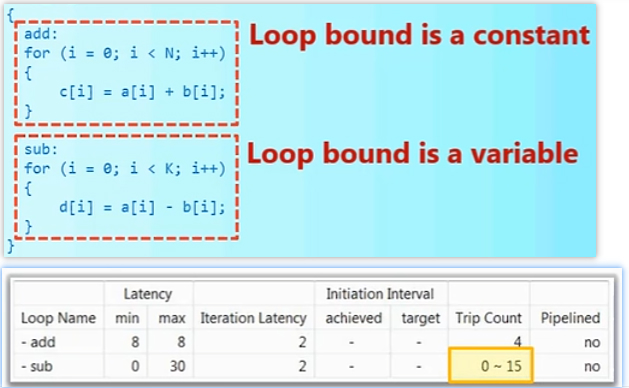 {
add:
for (i = 0; i < N; i++)
{
c[i] = a[i] + b[i];
}
Loop bound is a constant
sub:
for (i = 0; i < K; i++)
{
d[i] = a[i] - b[i];
}
Loop bound is a variable
}
Latency Initiation Interval
Loop Name min max Iteration Latency achieved target Trip Count Pipelined
- add 8 8 2 - - 4 no
- sub 0 30 2 - - 0 ~ 15 no